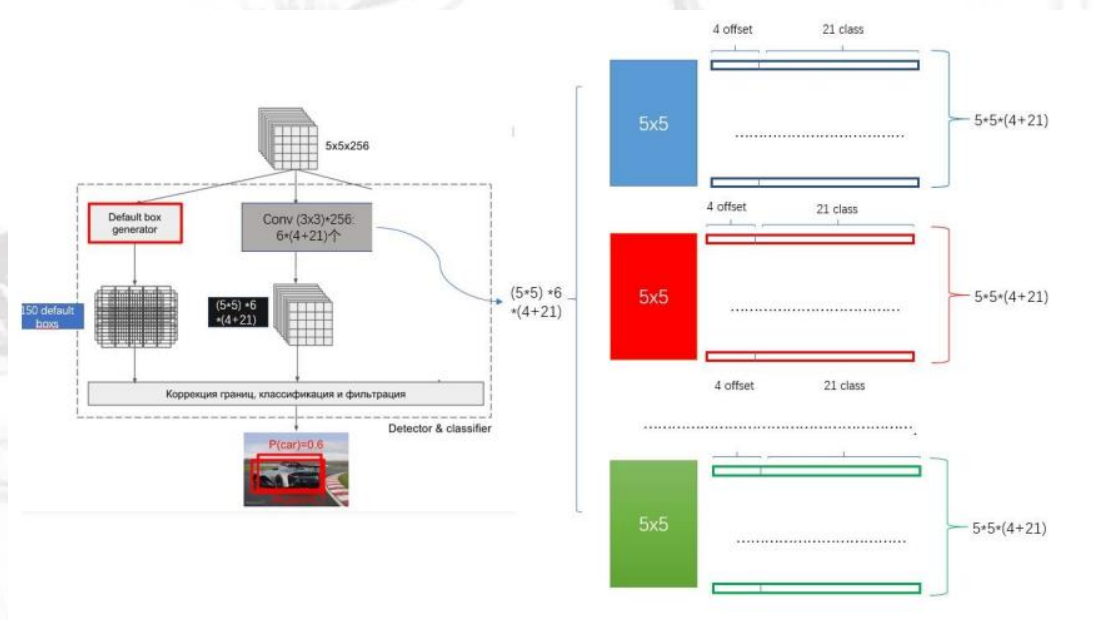 5x5x256
Default box
generator
Conv (3x3)*256:
6*(4+21)个
150 default
boxs
(5*5) *6
*(4+21)
Коррекция границ, классификация и фильтрация
Detector & classifier
P(car)=0.6
(5*5) *6
*(4+21)
4 offset
21 class
5x5
5*5*(4+21)
4 offset
21 class
5x5
5*5*(4+21)
4 offset
21 class
5x5
5*5*(4+21)